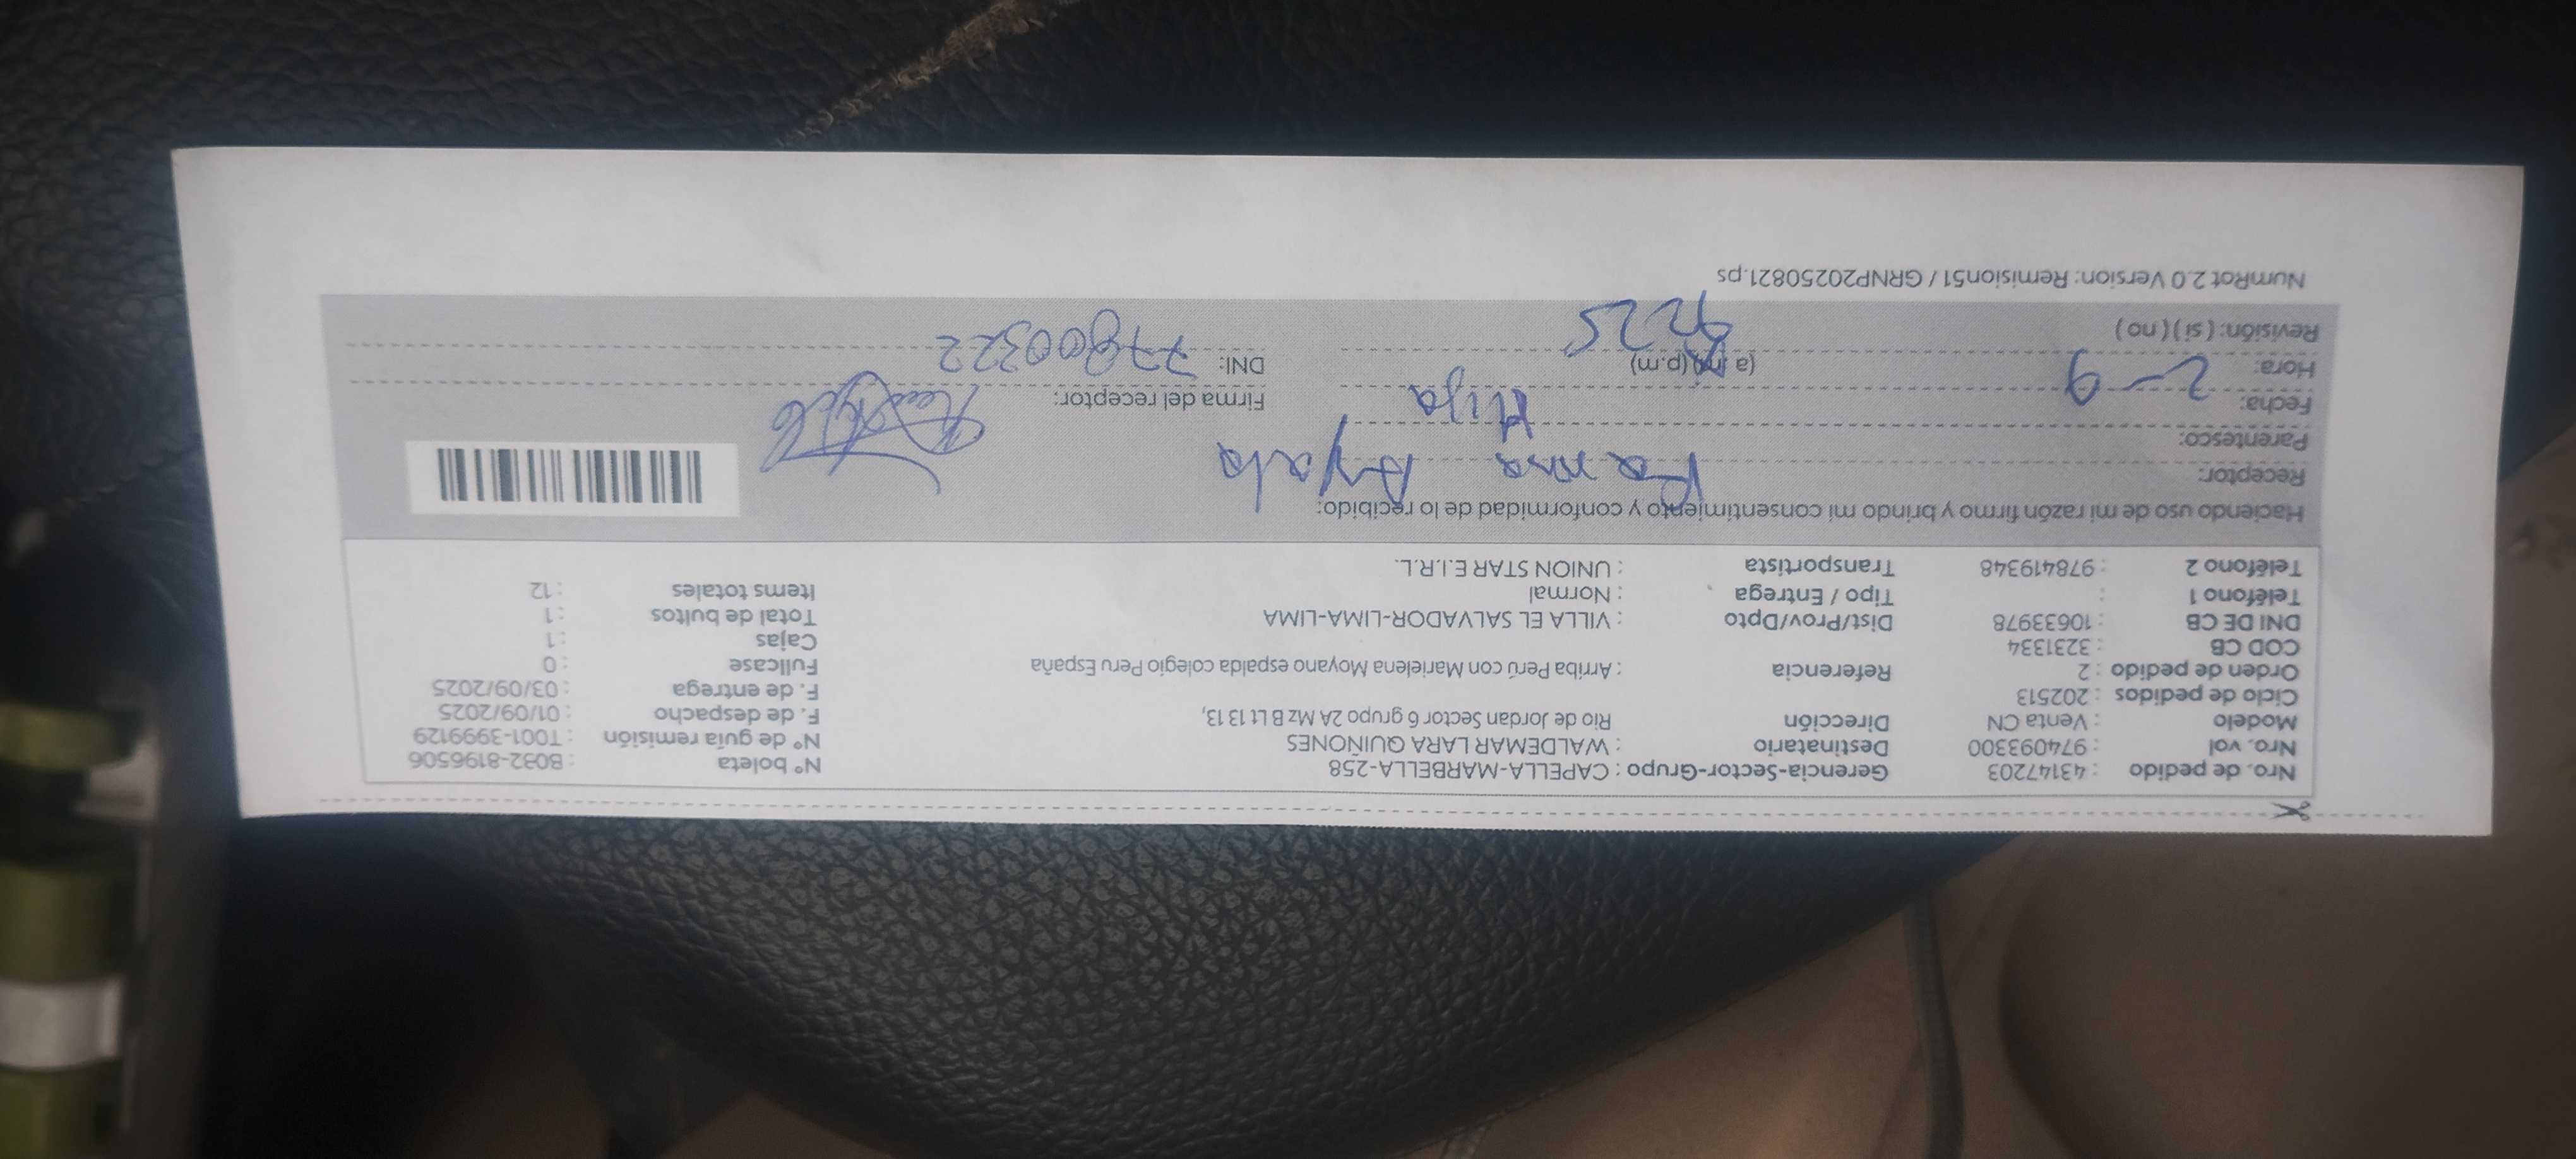 Nro. de pedido : 43147203 Gerencia-Sector-Grupo : CAPELLA-MARBELLA-258 N° boleta : B032-8196506
Nro. vol : 974093300 Destinatario : WALDEMAR LARA QUIÑONES N° de guía remisión : T001-3999129
Modelo : Venta CN Dirección Rio de Jordan Sector 6 grupo 2A Mz B Lt 13 13, F. de despacho : 01/09/2025
Ciclo de pedidos : 202513 F. de entrega : 03/09/2025
Orden de pedido : 2 Referencia : Arriba Perú con Marielena Moyano espalda colegio Peru España Fullcase : 0
COD CB : 3231334 Cajas : 1
DNI DE CB : 10633978 Dist/Prov/Dpto : VILLA EL SALVADOR-LIMA-LIMA Total de bultos : 1
Teléfono 1 : Tipo / Entrega : Normal Items totales : 12
Teléfono 2 : 978419348 Transportista : UNION STAR E.I.R.L.
Haciendo uso de mi razón firmo y brindo mi consentimiento y conformidad de lo recibido:
Receptor: Ayala
Parentesco: Hija
Fecha: 2-9 Firma del receptor:
Hora: (a.m) (p.m) DNI: 77800322
Revisión: ( si ) ( no )
NumRot 2.0 Version: Remision51 / GRNP20250821.ps